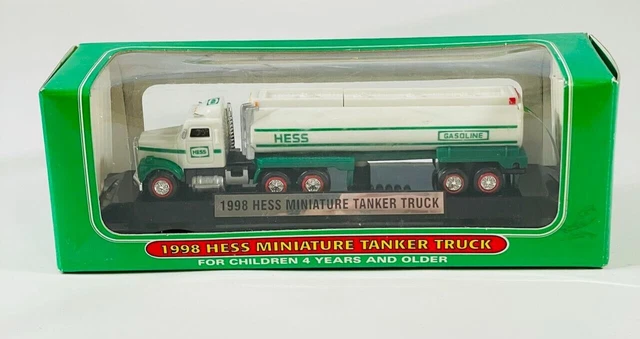 HESS
HESS
GASOLINE
1998 HESS MINIATURE TANKER TRUCK
1998 HESS MINIATURE TANKER TRUCK
FOR CHILDREN 4 YEARS AND OLDER